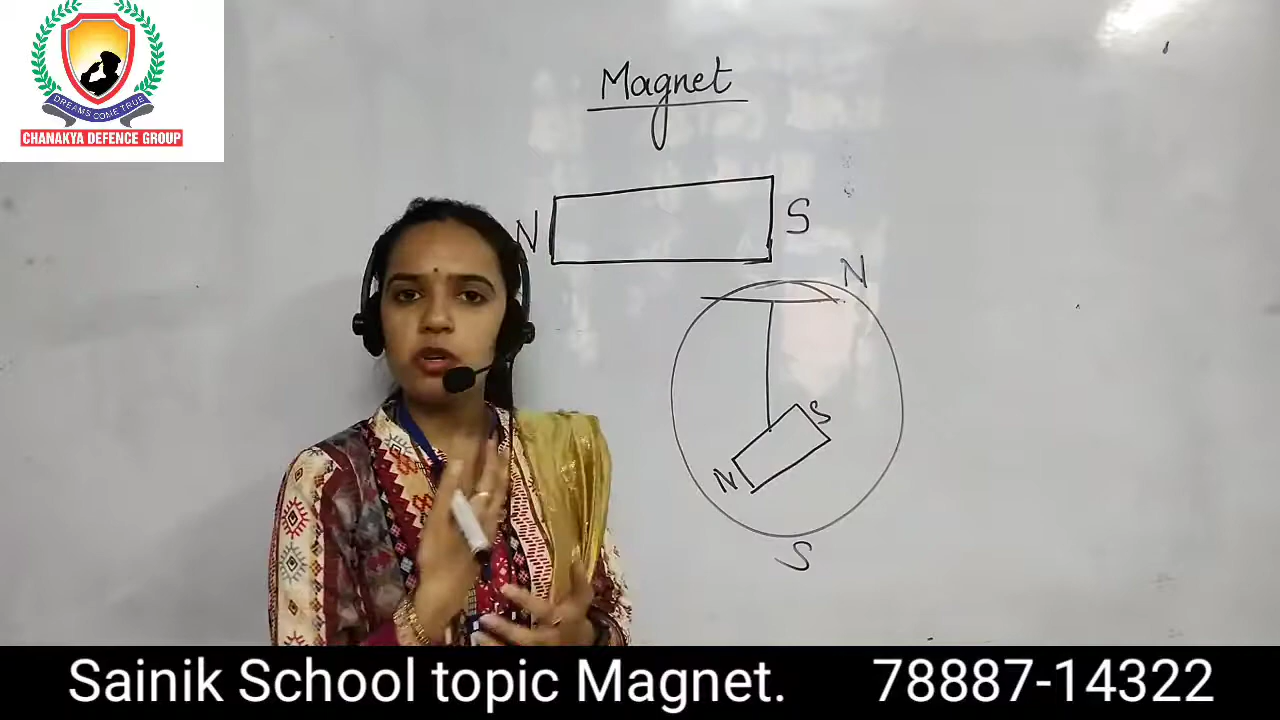 DREAMS COME TRUE
CHANAKYA DEFENCE GROUP
Magnet
N
S
N
S
N
S
Sainik School topic Magnet. 78887-14322